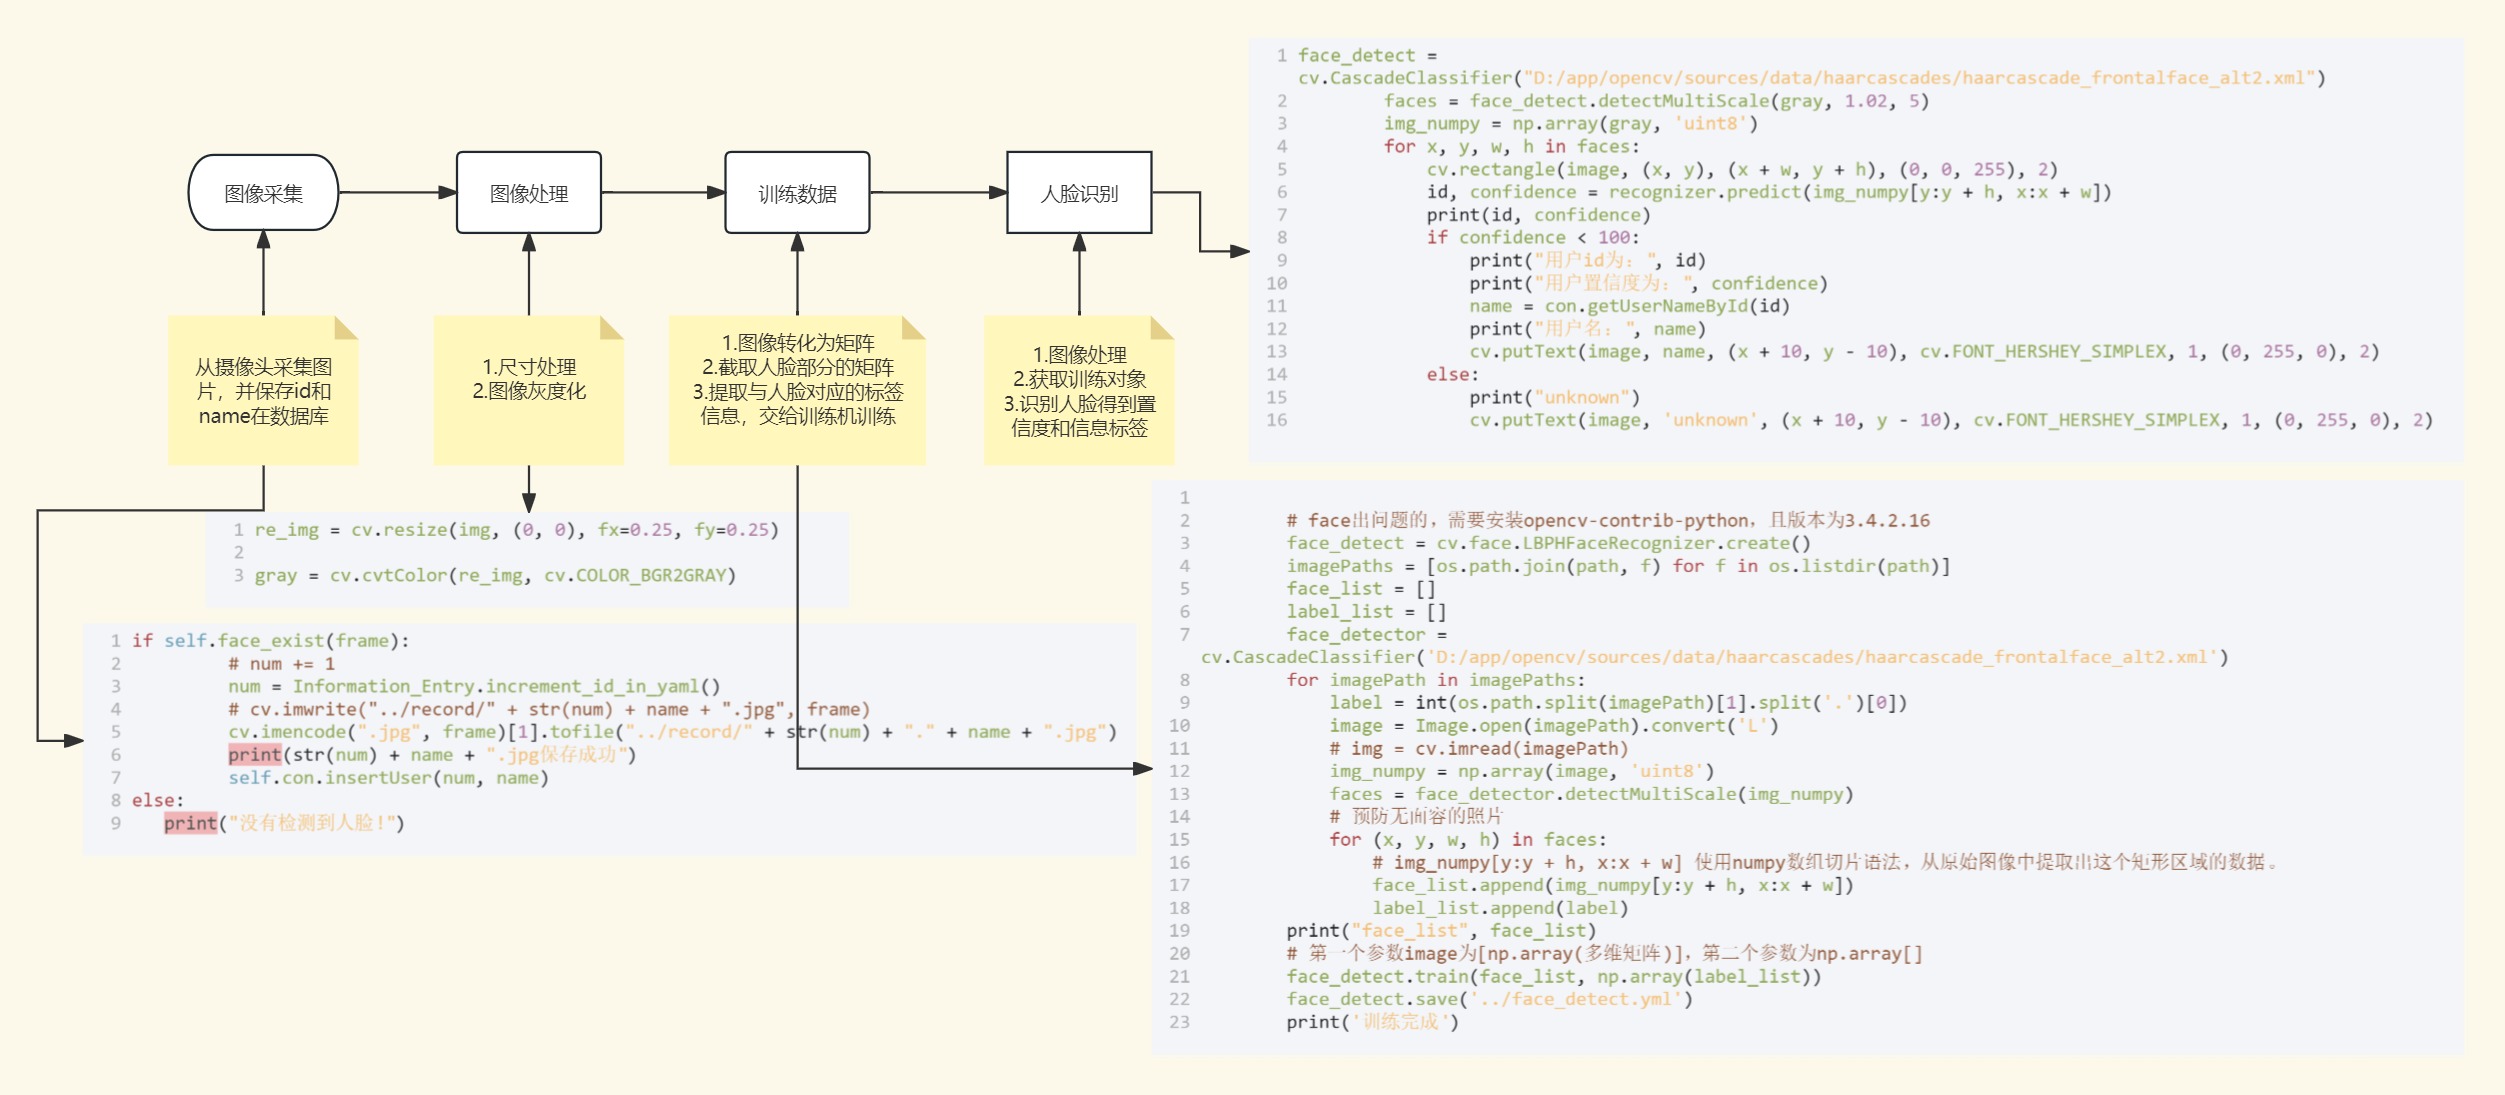 图像采集
图像处理
训练数据
人脸识别
从摄像头采集图
片，并保存id和
name在数据库
1.尺寸处理
2.图像灰度化
1.图像转化为矩阵
2.截取人脸部分的矩阵
3.提取与人脸对应的标签
信息，交给训练机训练
1.图像处理
2.获取训练对象
3.识别人脸得到置
信度和信息标签
1 face_detect =
cv.CascadeClassifier("D:/app/opencv/sources/data/haarcascades/haarcascade_frontalface_alt2.xml")
2 faces = face_detect.detectMultiScale(gray, 1.02, 5)
3 img_numpy = np.array(gray, 'uint8')
4 for x, y, w, h in faces:
5 cv.rectangle(image, (x, y), (x + w, y + h), (0, 0, 255), 2)
6 id, confidence = recognizer.predict(img_numpy[y:y + h, x:x + w])
7 print(id, confidence)
8 if confidence < 100:
9 print("用户id为：", id)
10 print("用户置信度为：", confidence)
11 name = con.getUserNameById(id)
12 print("用户名：", name)
13 cv.putText(image, name, (x + 10, y - 10), cv.FONT_HERSHEY_SIMPLEX, 1, (0, 255, 0), 2)
14 else:
15 print("unknown")
16 cv.putText(image, 'unknown', (x + 10, y - 10), cv.FONT_HERSHEY_SIMPLEX, 1, (0, 255, 0), 2)
1 re_img = cv.resize(img, (0, 0), fx=0.25, fy=0.25)
2
3 gray = cv.cvtColor(re_img, cv.COLOR_BGR2GRAY)
1 if self.face_exist(frame):
2 # num += 1
3 num = Information_Entry.increment_id_in_yaml()
4 # cv.imwrite("../record/" + str(num) + name + ".jpg", frame)
5 cv.imencode(".jpg", frame)[1].tofile("../record/" + str(num) + "." + name + ".jpg")
6 print(str(num) + name + ".jpg保存成功")
7 self.con.insertUser(num, name)
8 else:
9 print("没有检测到人脸!")
1
2 # face出问题的，需要安装opencv-contrib-python，且版本为3.4.2.16
3 face_detect = cv.face.LBPHFaceRecognizer.create()
4 imagePaths = [os.path.join(path, f) for f in os.listdir(path)]
5 face_list = []
6 label_list = []
7 face_detector =
cv.CascadeClassifier('D:/app/opencv/sources/data/haarcascades/haarcascade_frontalface_alt2.xml')
8 for imagePath in imagePaths:
9 label = int(os.path.split(imagePath)[1].split('.')[0])
10 image = Image.open(imagePath).convert('L')
11 # img = cv.imread(imagePath)
12 img_numpy = np.array(image, 'uint8')
13 faces = face_detector.detectMultiScale(img_numpy)
14 # 预防无面容的照片
15 for (x, y, w, h) in faces:
16 # img_numpy[y:y + h, x:x + w] 使用numpy数组切片语法，从原始图像中提取出这个矩形区域的数据。
17 face_list.append(img_numpy[y:y + h, x:x + w])
18 label_list.append(label)
19 print("face_list", face_list)
20 # 第一个参数image为[np.array(多维矩阵)]，第二个参数为np.array[]
21 face_detect.train(face_list, np.array(label_list))
22 face_detect.save('../face_detect.yml')
23 print('训练完成')